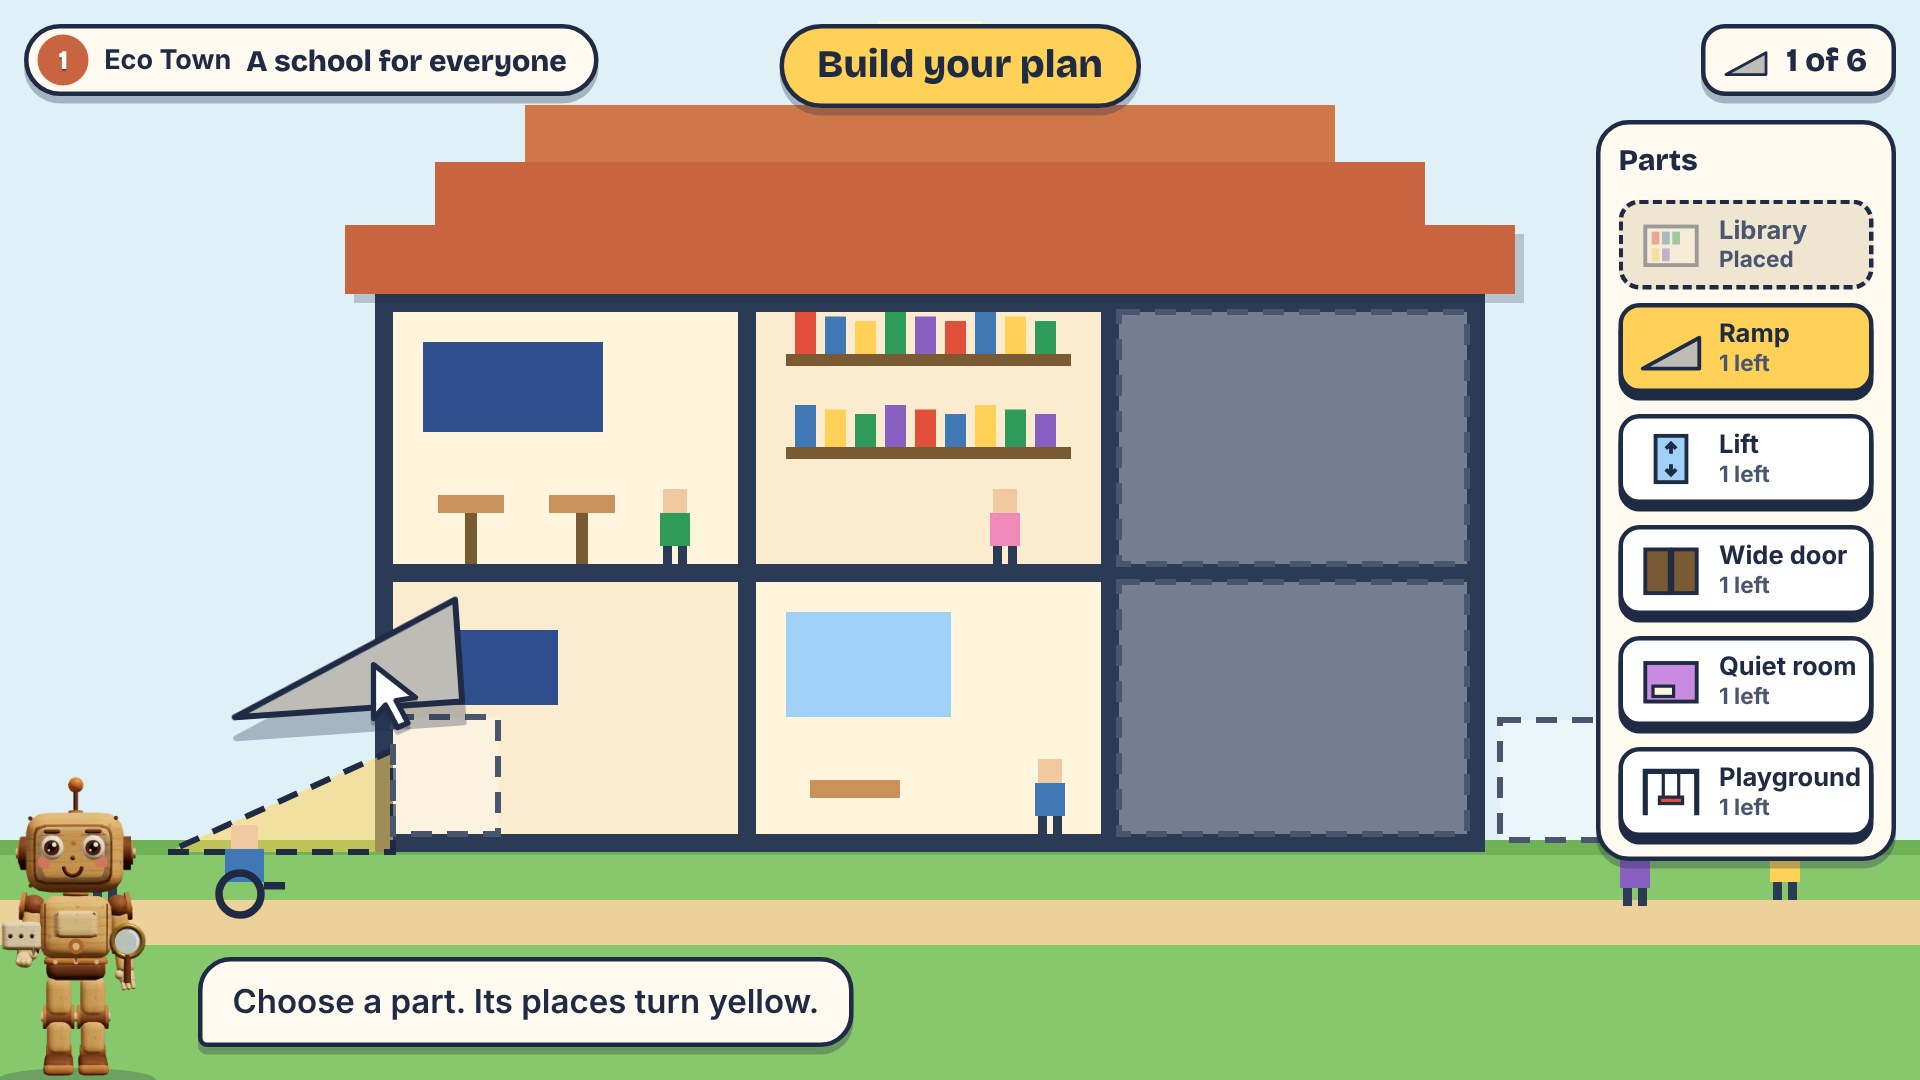 1 Eco Town A school for everyone
Build your plan
1 of 6
Parts
Library
Placed
Ramp
1 left
Lift
1 left
Wide door
1 left
Quiet room
1 left
Playground
1 left
Choose a part. Its places turn yellow.